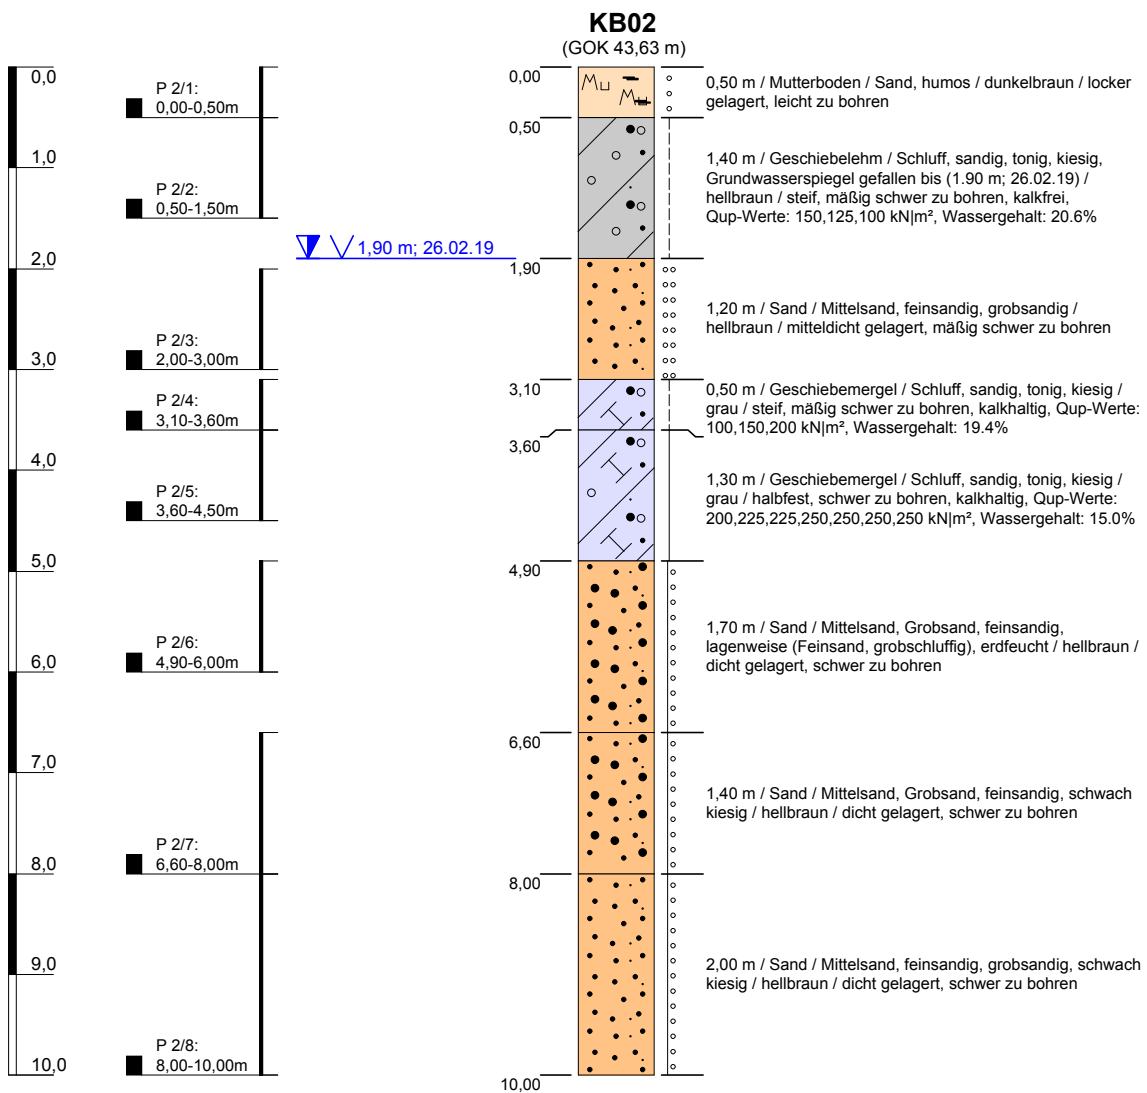 KB02
(GOK 43,63 m)
0,0
1,0
2,0
3,0
4,0
5,0
6,0
7,0
8,0
9,0
10,0
P 2/1:
0,00-0,50m
P 2/2:
0,50-1,50m
P 2/3:
2,00-3,00m
P 2/4:
3,10-3,60m
P 2/5:
3,60-4,50m
P 2/6:
4,90-6,00m
P 2/7:
6,60-8,00m
P 2/8:
8,00-10,00m
1,90 m; 26.02.19
0,00
0,50
1,90
3,10
3,60
4,90
6,60
8,00
10,00
Mu
Mu
0,50 m / Mutterboden / Sand, humos / dunkelbraun / locker
gelagert, leicht zu bohren
1,40 m / Geschiebelehm / Schluff, sandig, tonig, kiesig,
Grundwasserspiegel gefallen bis (1.90 m; 26.02.19) /
hellbraun / steif, mäßig schwer zu bohren, kalkfrei,
Qup-Werte: 150,125,100 kN|m², Wassergehalt: 20.6%
1,20 m / Sand / Mittelsand, feinsandig, grobsandig /
hellbraun / mitteldicht gelagert, mäßig schwer zu bohren
0,50 m / Geschiebemergel / Schluff, sandig, tonig, kiesig /
grau / steif, mäßig schwer zu bohren, kalkhaltig, Qup-Werte:
100,150,200 kN|m², Wassergehalt: 19.4%
1,30 m / Geschiebemergel / Schluff, sandig, tonig, kiesig /
grau / halbfest, schwer zu bohren, kalkhaltig, Qup-Werte:
200,225,225,250,250,250,250 kN|m², Wassergehalt: 15.0%
1,70 m / Sand / Mittelsand, Grobsand, feinsandig,
lagenweise (Feinsand, grobschluffig), erdfeucht / hellbraun /
dicht gelagert, schwer zu bohren
1,40 m / Sand / Mittelsand, Grobsand, feinsandig, schwach
kiesig / hellbraun / dicht gelagert, schwer zu bohren
2,00 m / Sand / Mittelsand, feinsandig, grobsandig, schwach
kiesig / hellbraun / dicht gelagert, schwer zu bohren